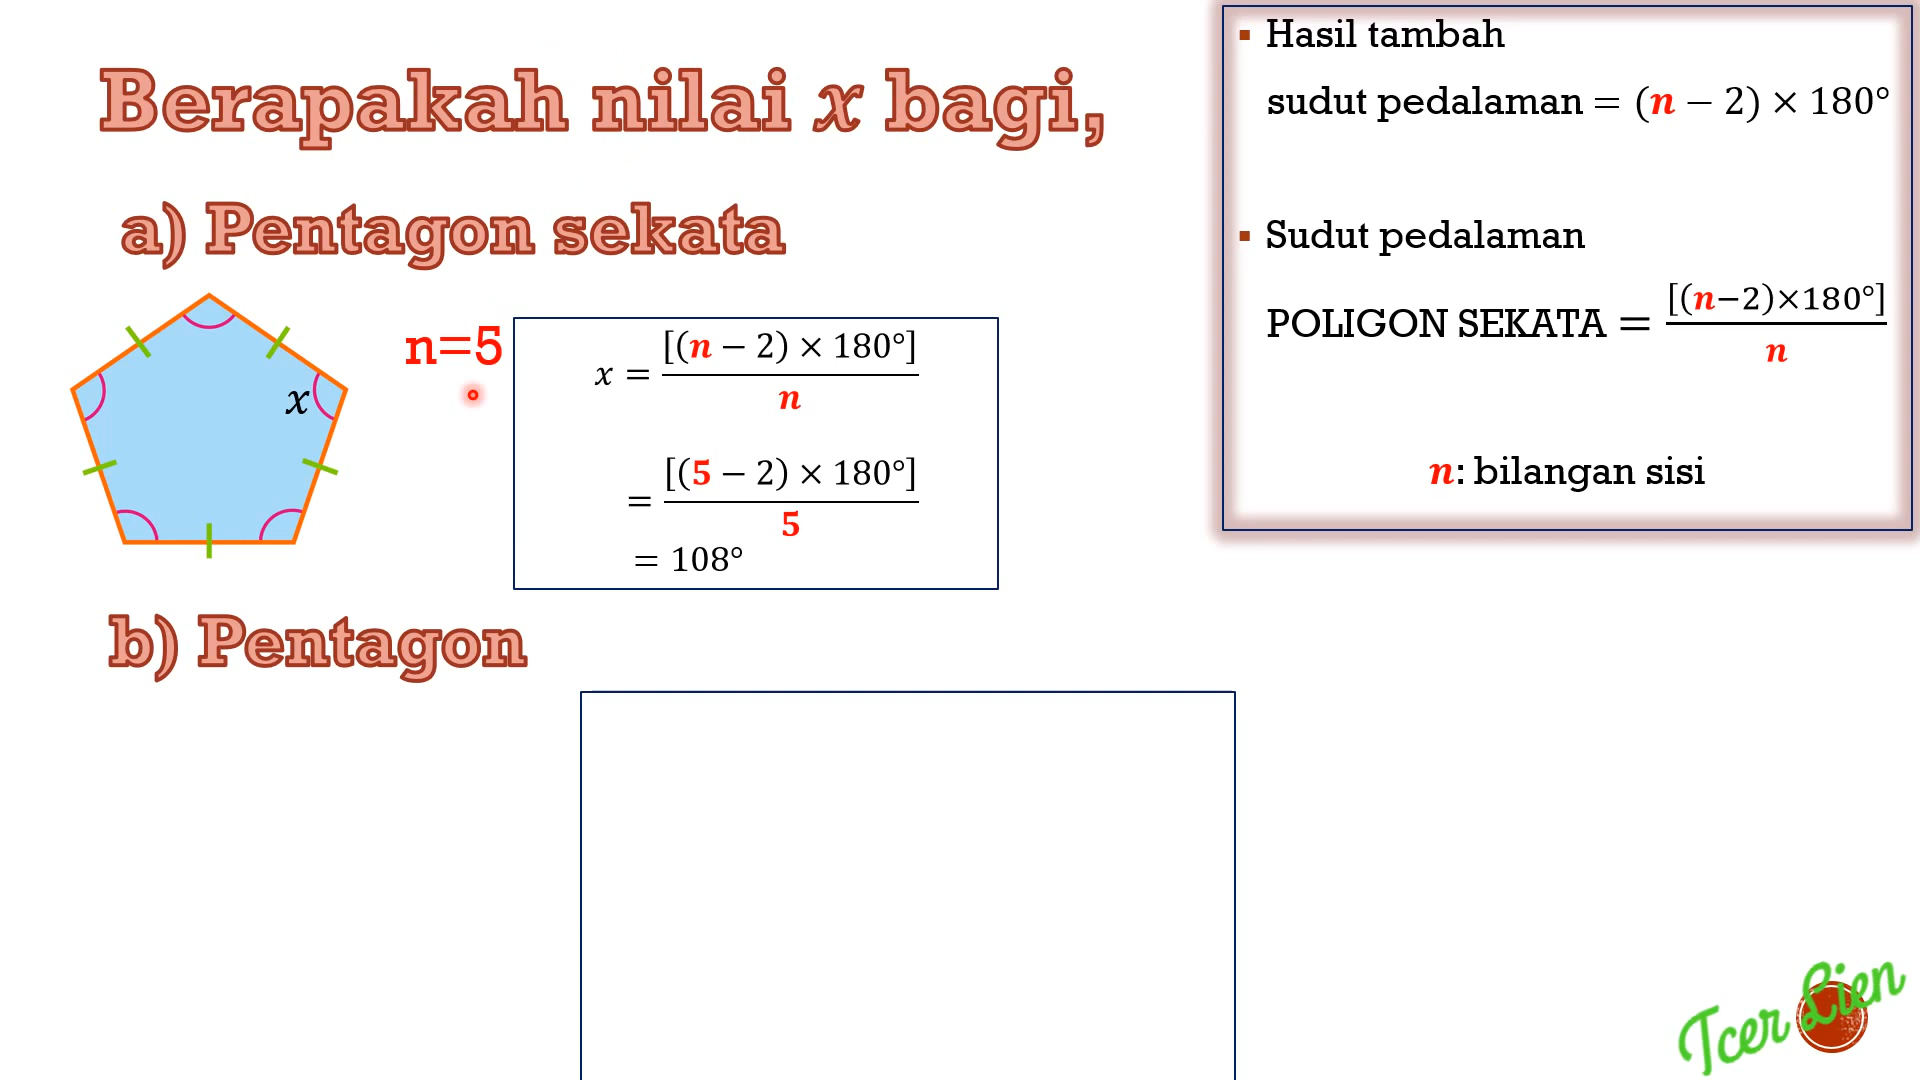 Berapakah nilai x bagi,
a) Pentagon sekata
x
n=5
x = [(n − 2) × 180°] / n
= [(5 − 2) × 180°] / 5
= 108°
b) Pentagon
▪ Hasil tambah
sudut pedalaman = (n − 2) × 180°
▪ Sudut pedalaman
POLIGON SEKATA = [(n−2)×180°] / n
n: bilangan sisi
Tcer Lien